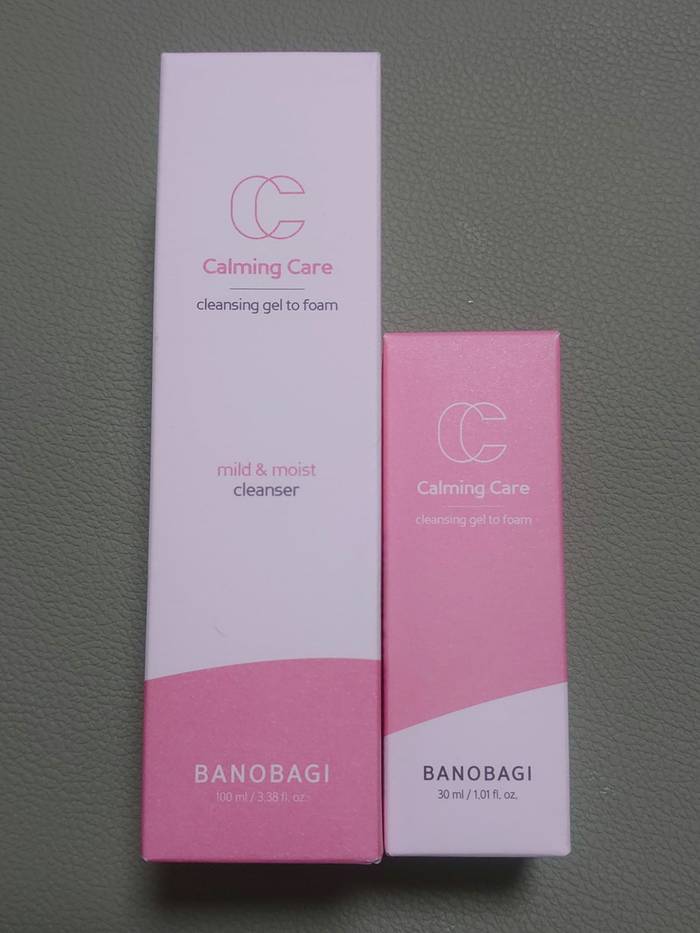 CC
Calming Care
cleansing gel to foam
mild & moist
cleanser
BANOBAGI
100 ml / 3.38 fl. oz.
CC
Calming Care
cleansing gel to foam
BANOBAGI
30 ml / 1.01 fl. oz.